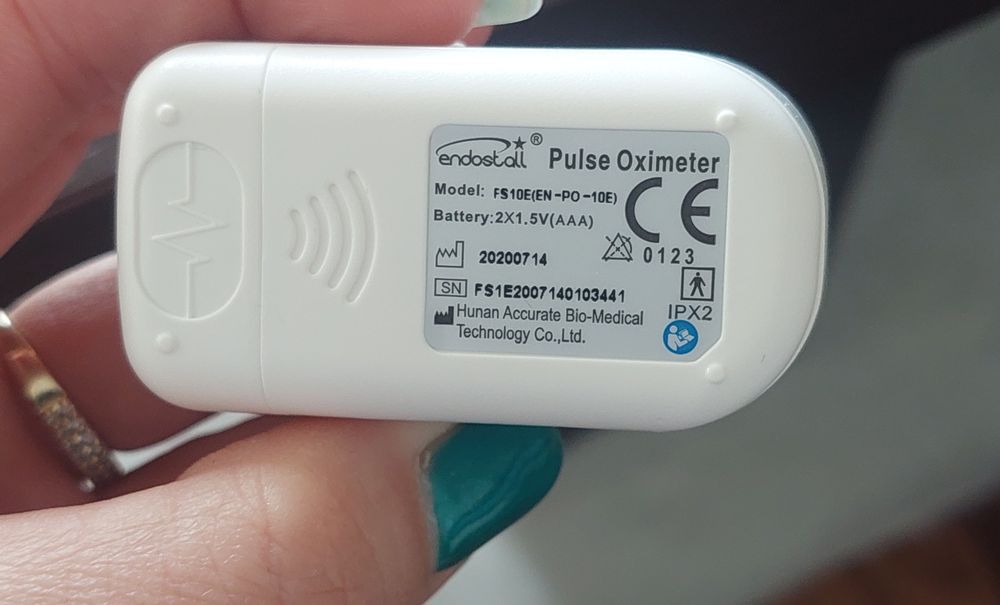 endostall® Pulse Oximeter
Model: FS10E(EN-PO-10E)
Battery:2X1.5V(AAA)
CE
0123
20200714
SN FS1E2007140103441
IPX2
Hunan Accurate Bio-Medical
Technology Co.,Ltd.